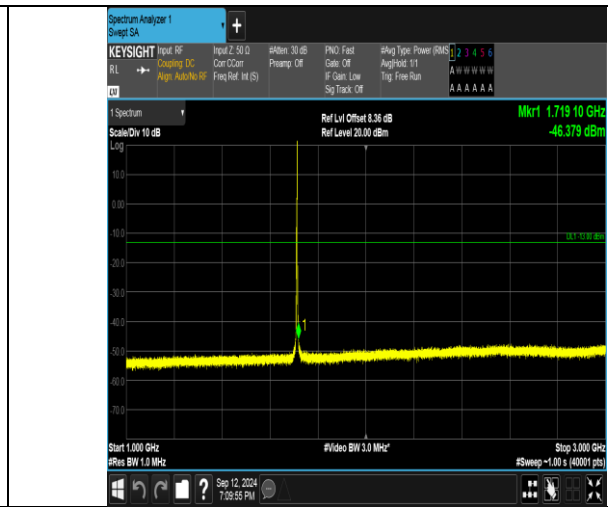 Spectrum Analyzer 1
Swept SA
+
KEYSIGHT Input: RF Input Z: 50 Ω #Atten: 30 dB PNO: Fast #Avg Type: Power (RMS 1 2 3 4 5 6
RL Coupling: DC Corr CCorr Preamp: Off Gate: Off Avg|Hold: 1/1 A W W W W W
Align: Auto/No RF Freq Ref: Int (S) IF Gain: Low Trig: Free Run
Sig Track: Off A A A A A A
LXI
1 Spectrum Ref Lvl Offset 8.36 dB Mkr1 1.719 10 GHz
Scale/Div 10 dB Ref Level 20.00 dBm -46.379 dBm
Log
10.0
0.00
-10.0
DL1 -13.00 dBm
-20.0
-30.0
-40.0
1
-50.0
-60.0
-70.0
Start 1.000 GHz #Video BW 3.0 MHz* Stop 3.000 GHz
#Res BW 1.0 MHz #Sweep ~1.00 s (40001 pts)
? Sep 12, 2024
7:09:55 PM